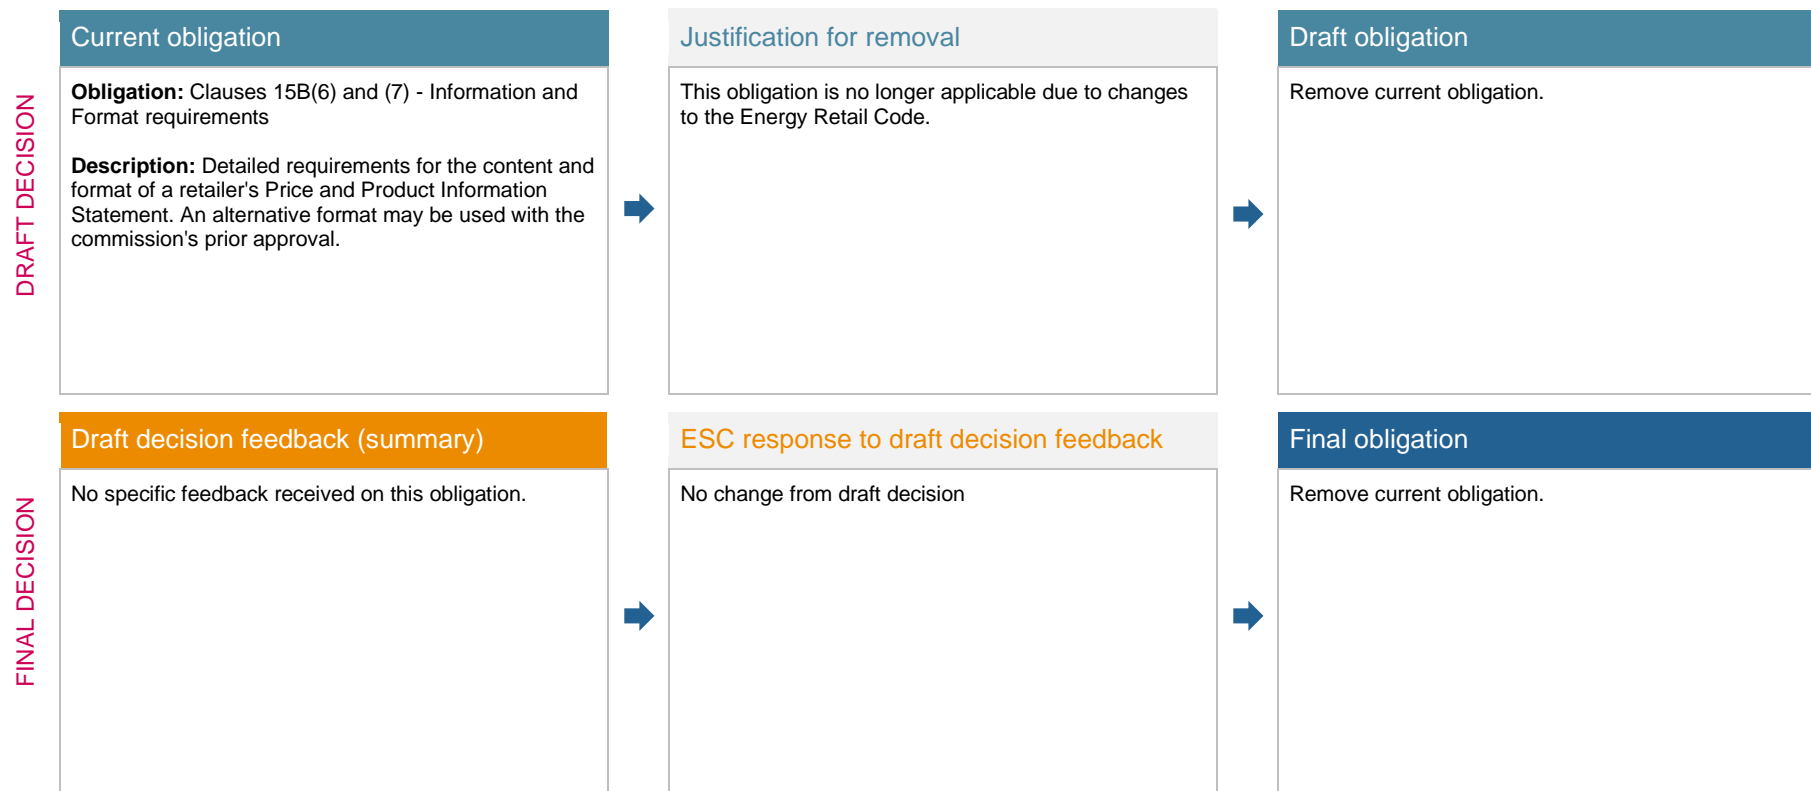 DRAFT DECISION
Current obligation
Obligation: Clauses 15B(6) and (7) - Information and
Format requirements
Description: Detailed requirements for the content and
format of a retailer's Price and Product Information
Statement. An alternative format may be used with the
commission's prior approval.
Justification for removal
This obligation is no longer applicable due to changes
to the Energy Retail Code.
Draft obligation
Remove current obligation.
FINAL DECISION
Draft decision feedback (summary)
No specific feedback received on this obligation.
ESC response to draft decision feedback
No change from draft decision
Final obligation
Remove current obligation.